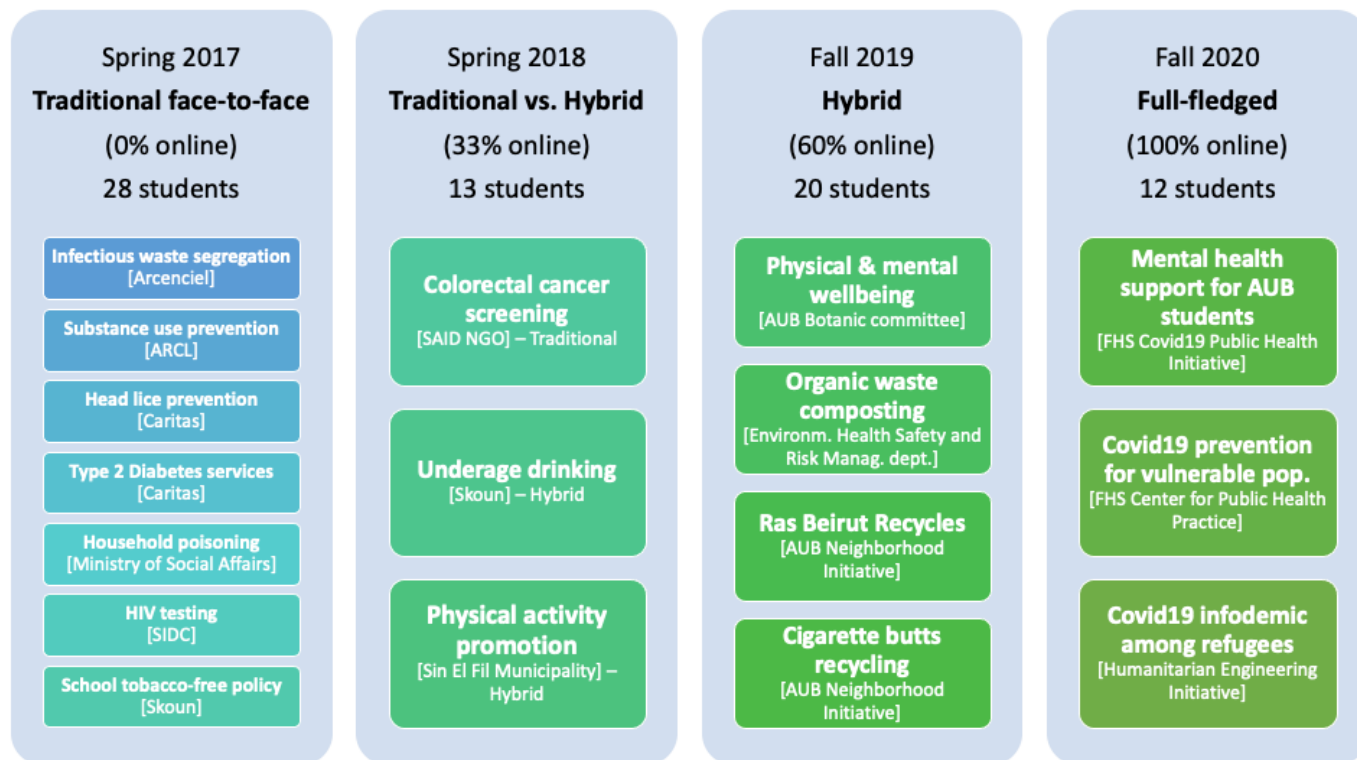 Spring 2017
Traditional face-to-face
(0% online)
28 students
Infectious waste segregation
[Arcenciel]
Substance use prevention
[ARCL]
Head lice prevention
[Caritas]
Type 2 Diabetes services
[Caritas]
Household poisoning
[Ministry of Social Affairs]
HIV testing
[SIDC]
School tobacco-free policy
[Skoun]
Spring 2018
Traditional vs. Hybrid
(33% online)
13 students
Colorectal cancer
screening
[SAID NGO] – Traditional
Underage drinking
[Skoun] – Hybrid
Physical activity
promotion
[Sin El Fil Municipality] –
Hybrid
Fall 2019
Hybrid
(60% online)
20 students
Physical & mental
wellbeing
[AUB Botanic committee]
Organic waste
composting
[Environm. Health Safety and
Risk Manag. dept.]
Ras Beirut Recycles
[AUB Neighborhood
Initiative]
Cigarette butts
recycling
[AUB Neighborhood
Initiative]
Fall 2020
Full-fledged
(100% online)
12 students
Mental health
support for AUB
students
[FHS Covid19 Public Health
Initiative]
Covid19 prevention
for vulnerable pop.
[FHS Center for Public Health
Practice]
Covid19 infodemic
among refugees
[Humanitarian Engineering
Initiative]